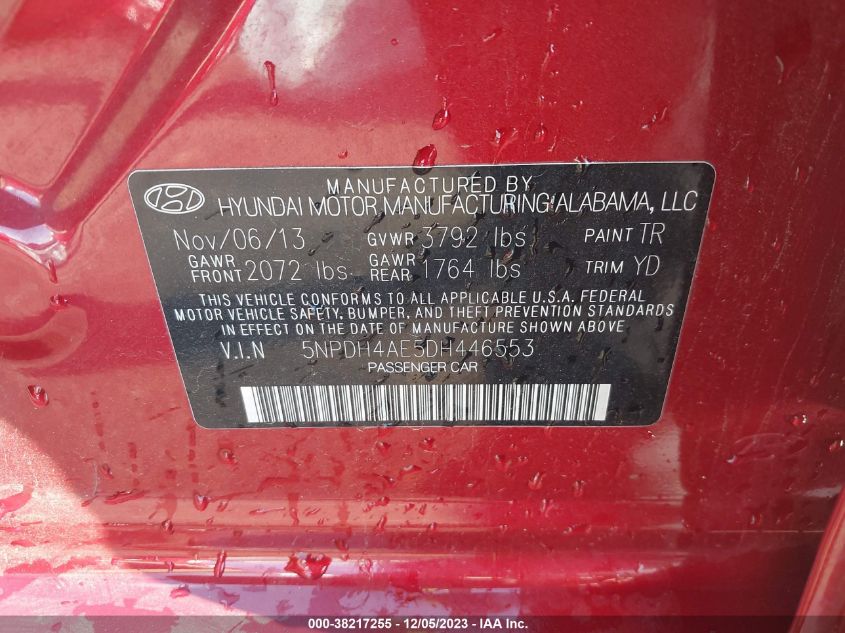 MANUFACTURED BY
HYUNDAI MOTOR MANUFACTURING ALABAMA, LLC
Nov/06/13 GVWR 3792 lbs PAINT TR
GAWR FRONT 2072 lbs GAWR REAR 1764 lbs TRIM YD
THIS VEHICLE CONFORMS TO ALL APPLICABLE U.S.A. FEDERAL
MOTOR VEHICLE SAFETY, BUMPER, AND THEFT PREVENTION STANDARDS
IN EFFECT ON THE DATE OF MANUFACTURE SHOWN ABOVE.
V.I.N 5NPDH4AE5DH446553
PASSENGER CAR
000-38217255 - 12/05/2023 - IAA Inc.